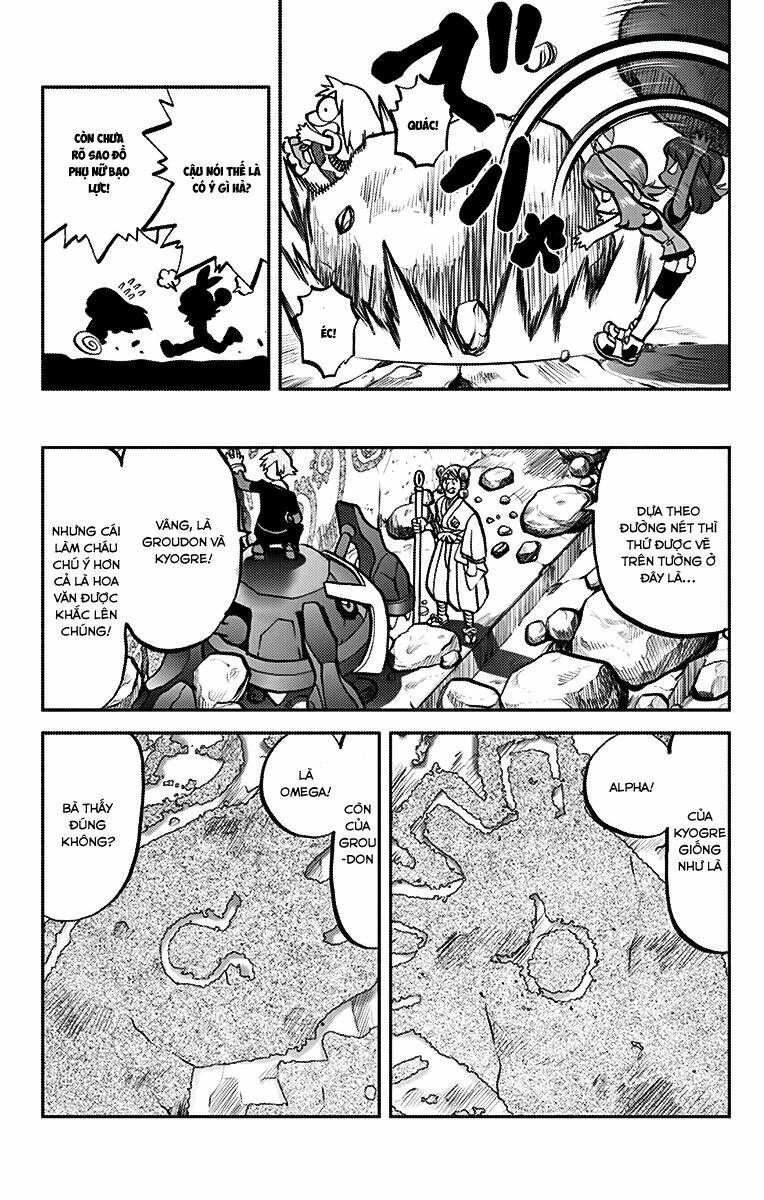 QUÁC!
ÉC!
CẬU NÓI THẾ LÀ
CÓ Ý GÌ HẢ?
CÒN CHƯA
RÕ SAO ĐỒ
PHỤ NỮ BẠO
LỰC!
DỰA THEO
ĐƯỜNG NÉT THÌ
THỨ ĐƯỢC VẼ
TRÊN TƯỜNG Ở
ĐÂY LÀ...
VÂNG, LÀ
GROUDON VÀ
KYOGRE!
NHƯNG CÁI
LÀM CHÁU
CHÚ Ý HƠN
CẢ LÀ HOA
VĂN ĐƯỢC
KHẮC LÊN
CHÚNG!
CỦA
KYOGRE
GIỐNG
NHƯ LÀ
ALPHA!
CÒN
CỦA
GROU
-DON
LÀ
OMEGA!
BÀ THẤY
ĐÚNG
KHÔNG?